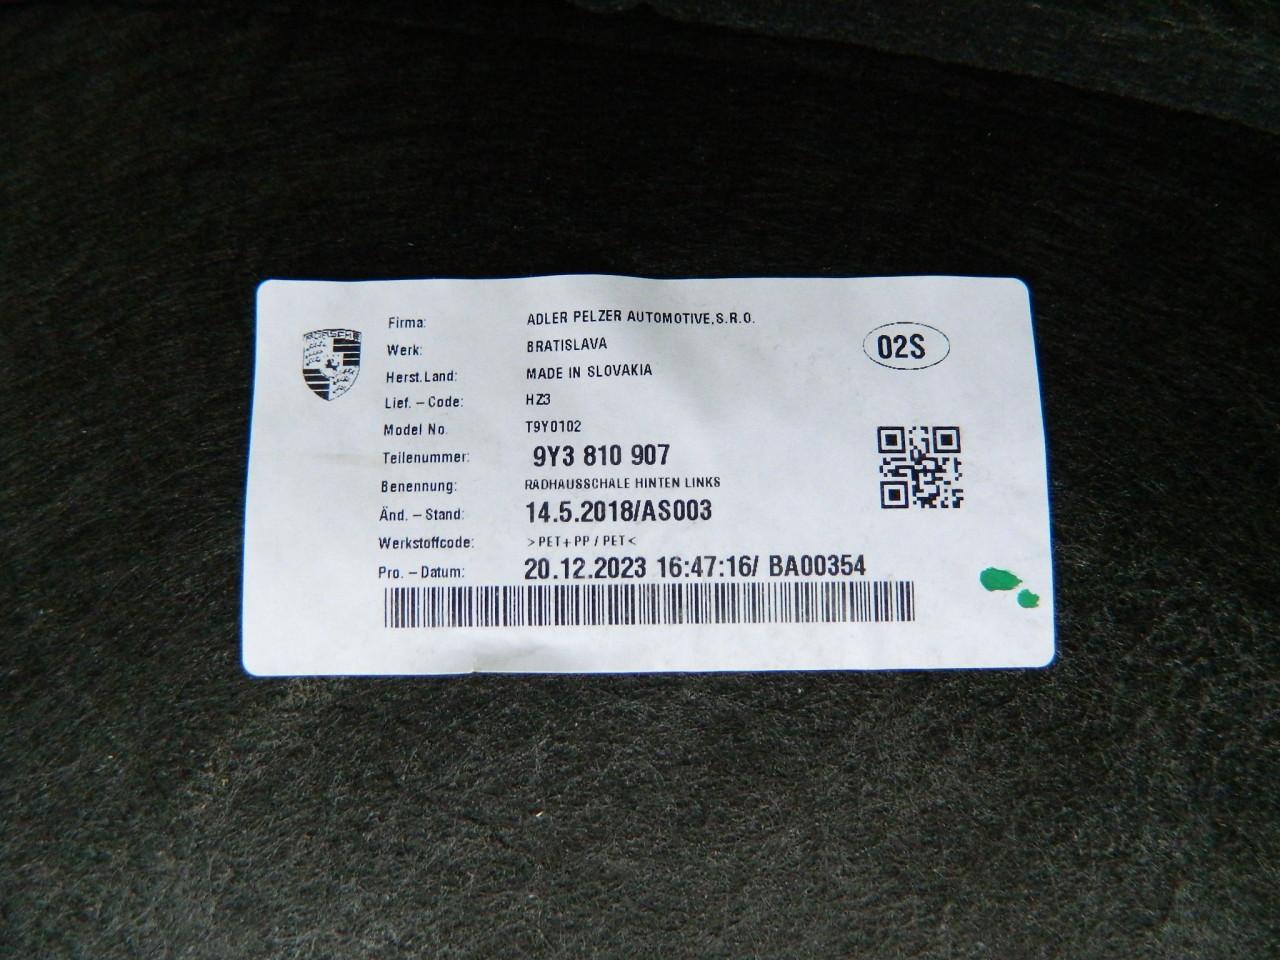 PORSCHE
Firma: ADLER PELZER AUTOMOTIVE,S.R.O.
Werk: BRATISLAVA
Herst.Land: MADE IN SLOVAKIA
Lief. - Code: HZ3
Model No. T9Y0102
Teilenummer: 9Y3 810 907
Benennung: RADHAUSSCHALE HINTEN LINKS
Änd. - Stand: 14.5.2018/AS003
Werkstoffcode: >PET+PP / PET<
Pro. - Datum: 20.12.2023 16:47:16/ BA00354
02S